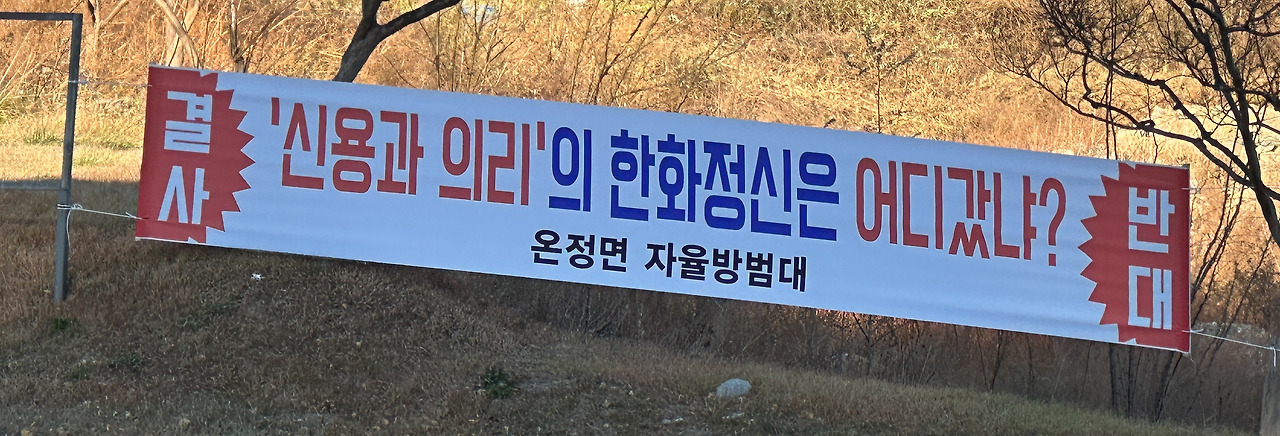 결사
'신용과 의리'의 한화정신은 어디갔냐?
온정면 자율방범대
반대